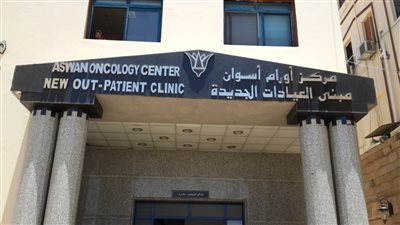 ASWAN ONCOLOGY CENTER
NEW OUT-PATIENT CLINIC
مركز أورام أسوان
مبنى العيادات الجديدة